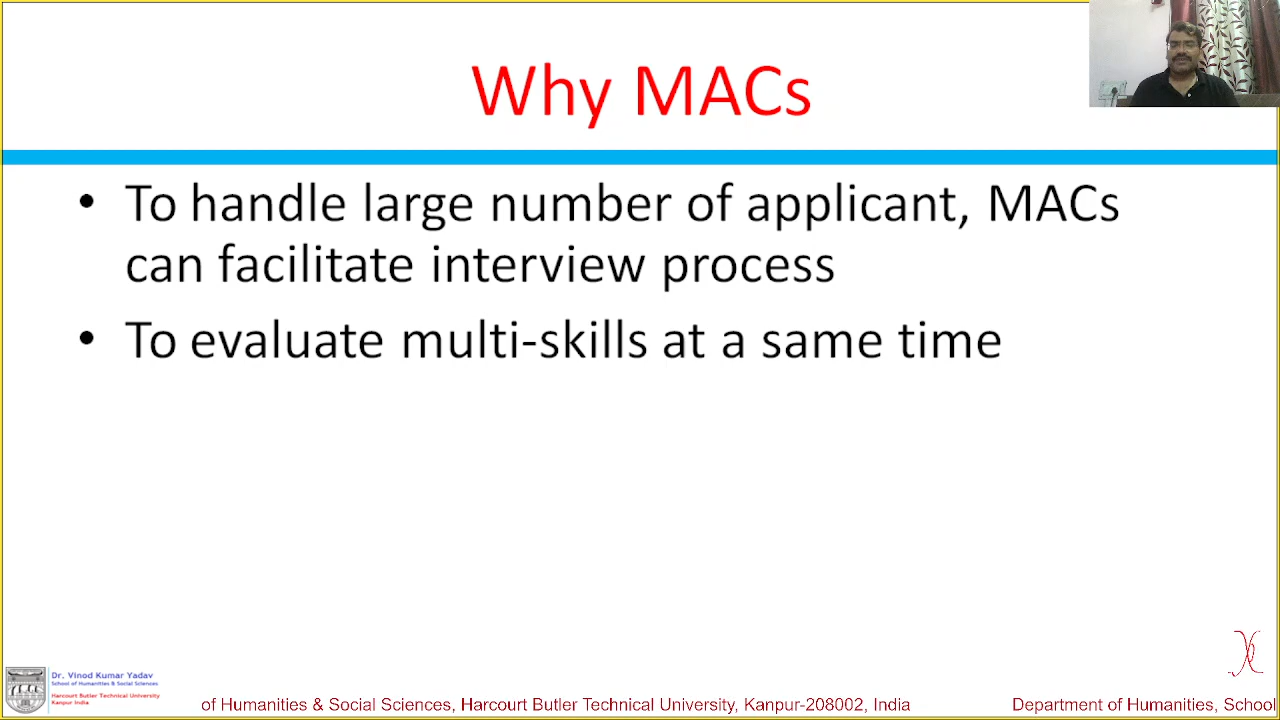 Why MACs
• To handle large number of applicant, MACs
can facilitate interview process
• To evaluate multi-skills at a same time
Dr. Vinod Kumar Yadav
School of Humanities & Social Sciences
Harcourt Butler Technical University
Kanpur India
of Humanities & Social Sciences, Harcourt Butler Technical University, Kanpur-208002, India
Department of Humanities, School